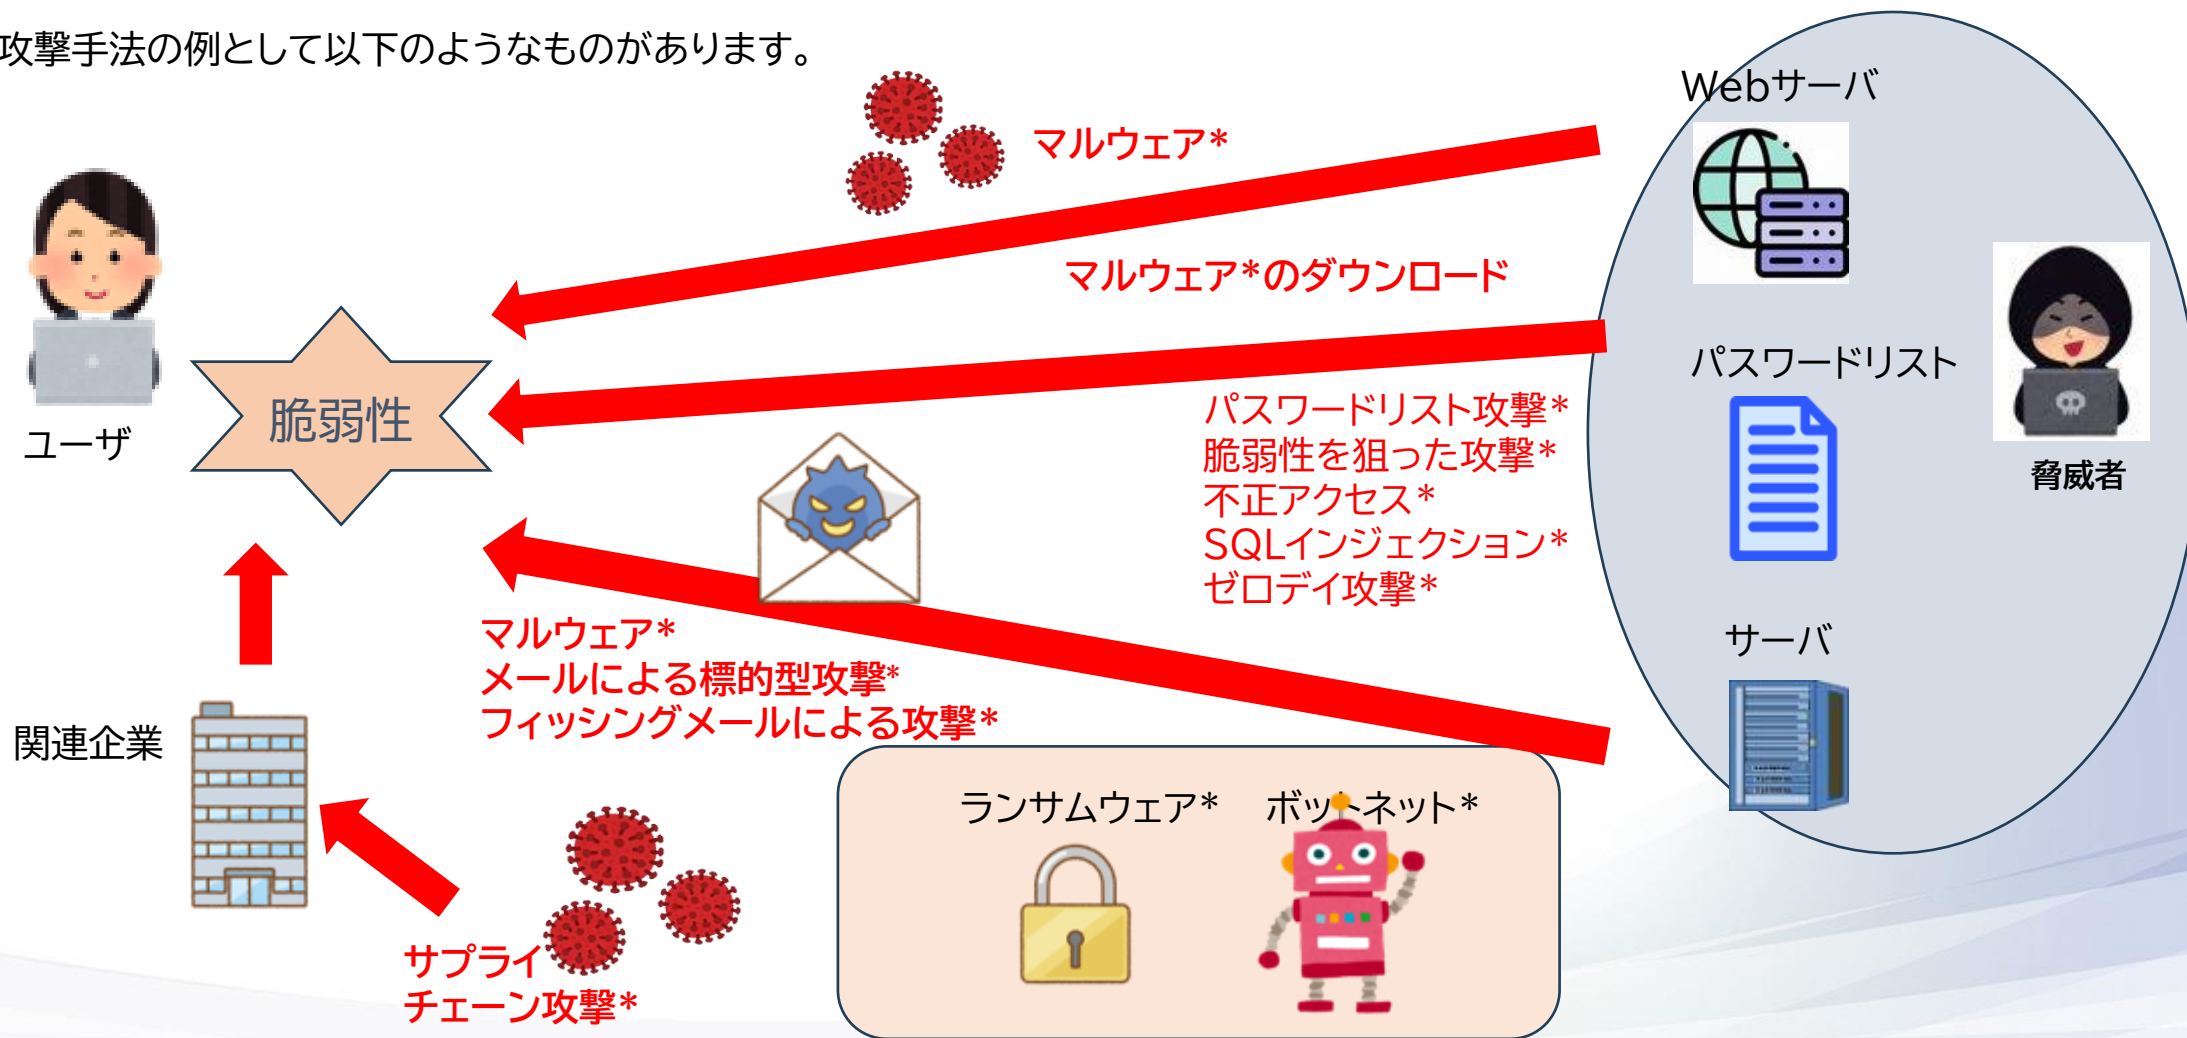 攻撃手法の例として以下のようなものがあります。
Webサーバ
マルウェア*
マルウェア*のダウンロード
パスワードリスト
脆弱性
ユーザ
パスワードリスト攻撃*
脆弱性を狙った攻撃*
不正アクセス*
SQLインジェクション*
ゼロデイ攻撃*
脅威者
サーバ
マルウェア*
メールによる標的型攻撃*
フィッシングメールによる攻撃*
関連企業
ランサムウェア*
ボットネット*
サプライ
チェーン攻撃*